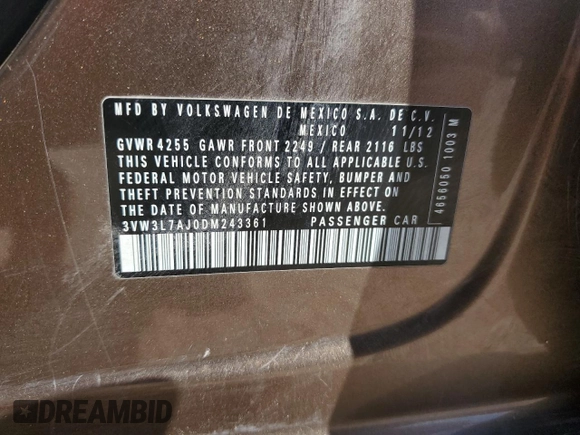 MFD BY VOLKSWAGEN DE MEXICO S.A. DE C.V.
MEXICO 11/12
GVWR 4255 GAWR FRONT 2249 / REAR 2116 LBS
THIS VEHICLE CONFORMS TO ALL APPLICABLE U.S.
FEDERAL MOTOR VEHICLE SAFETY, BUMPER AND
THEFT PREVENTION STANDARDS IN EFFECT ON
THE DATE OF MANUFACTURE SHOWN ABOVE.
3VW3L7AJ0DM243361 PASSENGER CAR
4656050 1003 M
DREAMBID